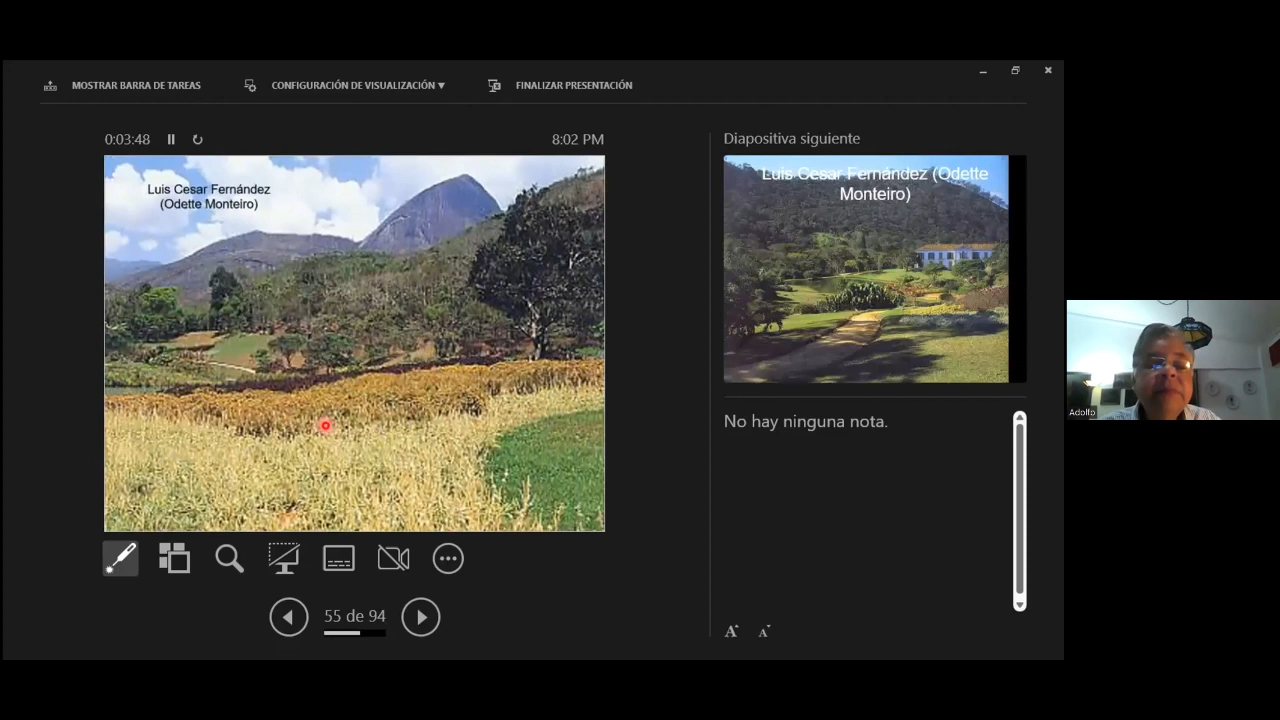 MOSTRAR BARRA DE TAREAS
CONFIGURACIÓN DE VISUALIZACIÓN ▼
FINALIZAR PRESENTACIÓN
0:03:48
8:02 PM
Luis Cesar Fernández
(Odette Monteiro)
55 de 94
Diapositiva siguiente
Luis Cesar Fernández (Odette
Monteiro)
No hay ninguna nota.
A A
Adolfo